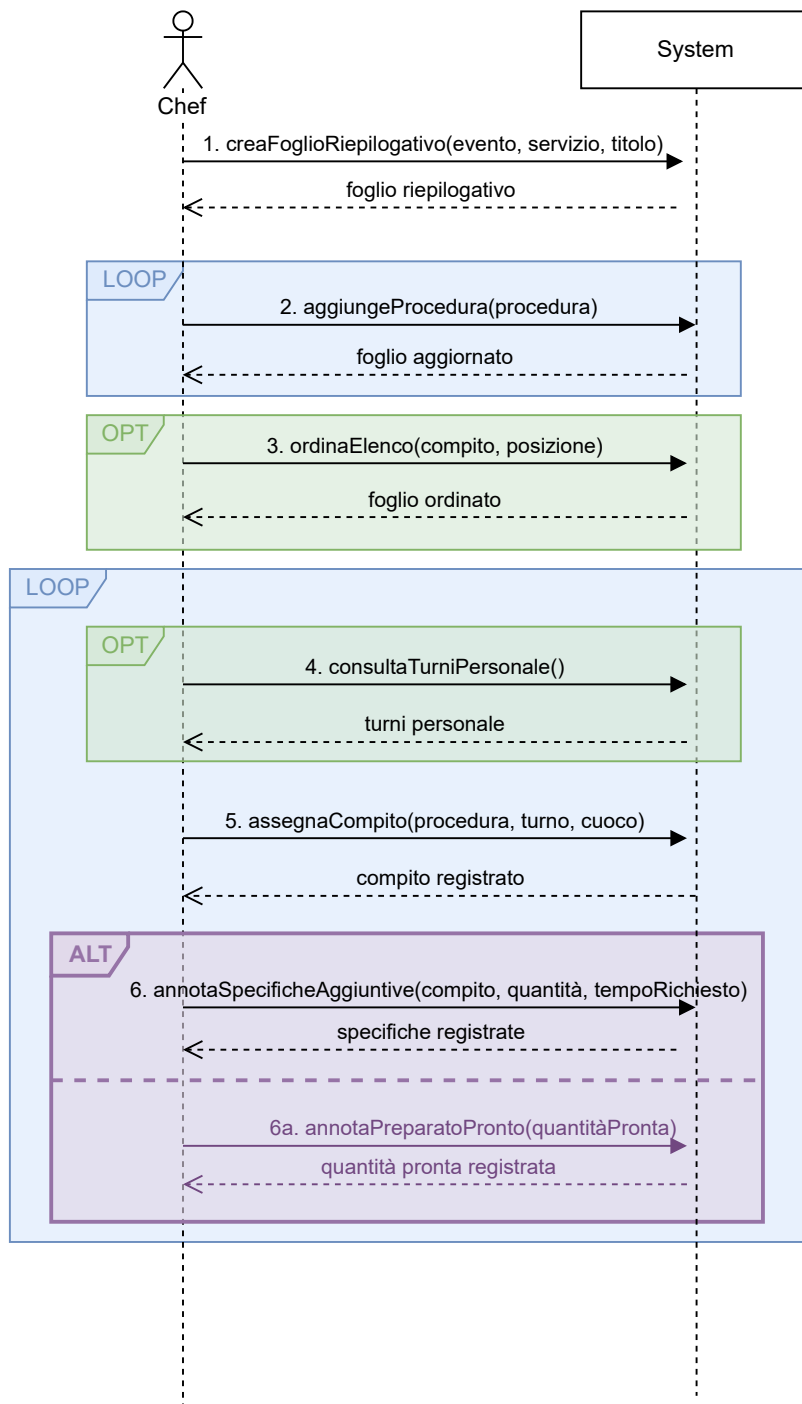 System
Chef
1. creaFoglioRiepilogativo(evento, servizio, titolo)
foglio riepilogativo
LOOP
2. aggiungeProcedura(procedura)
foglio aggiornato
OPT
3. ordinaElenco(compito, posizione)
foglio ordinato
LOOP
OPT
4. consultaTurniPersonale()
turni personale
5. assegnaCompito(procedura, turno, cuoco)
compito registrato
ALT
6. annotaSpecificheAggiuntive(compito, quantità, tempoRichiesto)
specifiche registrate
6a. annotaPreparatoPronto(quantitàPronta)
quantità pronta registrata